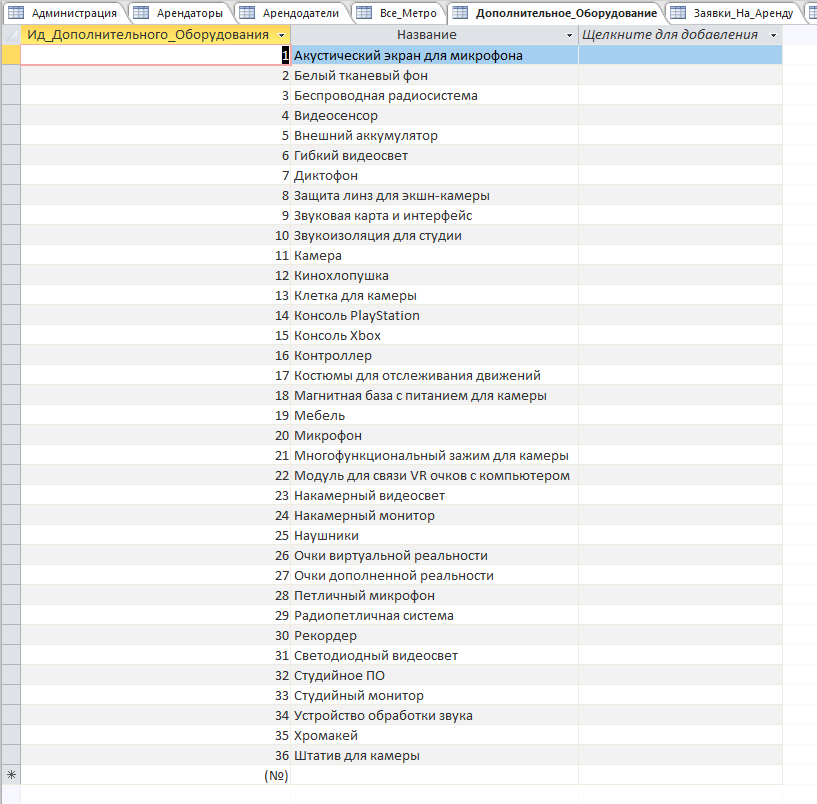 Администрация Арендаторы Арендодатели Все_Метро Дополнительное_Оборудование Заявки_На_Аренду
Ид_Дополнительного_Оборудования Название Щелкните для добавления
1 Акустический экран для микрофона
2 Белый тканевый фон
3 Беспроводная радиосистема
4 Видеосенсор
5 Внешний аккумулятор
6 Гибкий видеосвет
7 Диктофон
8 Защита линз для экшн-камеры
9 Звуковая карта и интерфейс
10 Звукоизоляция для студии
11 Камера
12 Кинохлопушка
13 Клетка для камеры
14 Консоль PlayStation
15 Консоль Xbox
16 Контроллер
17 Костюмы для отслеживания движений
18 Магнитная база с питанием для камеры
19 Мебель
20 Микрофон
21 Многофункциональный зажим для камеры
22 Модуль для связи VR очков с компьютером
23 Накамерный видеосвет
24 Накамерный монитор
25 Наушники
26 Очки виртуальной реальности
27 Очки дополненной реальности
28 Петличный микрофон
29 Радиопетличная система
30 Рекордер
31 Светодиодный видеосвет
32 Студийное ПО
33 Студийный монитор
34 Устройство обработки звука
35 Хромакей
36 Штатив для камеры
(№)